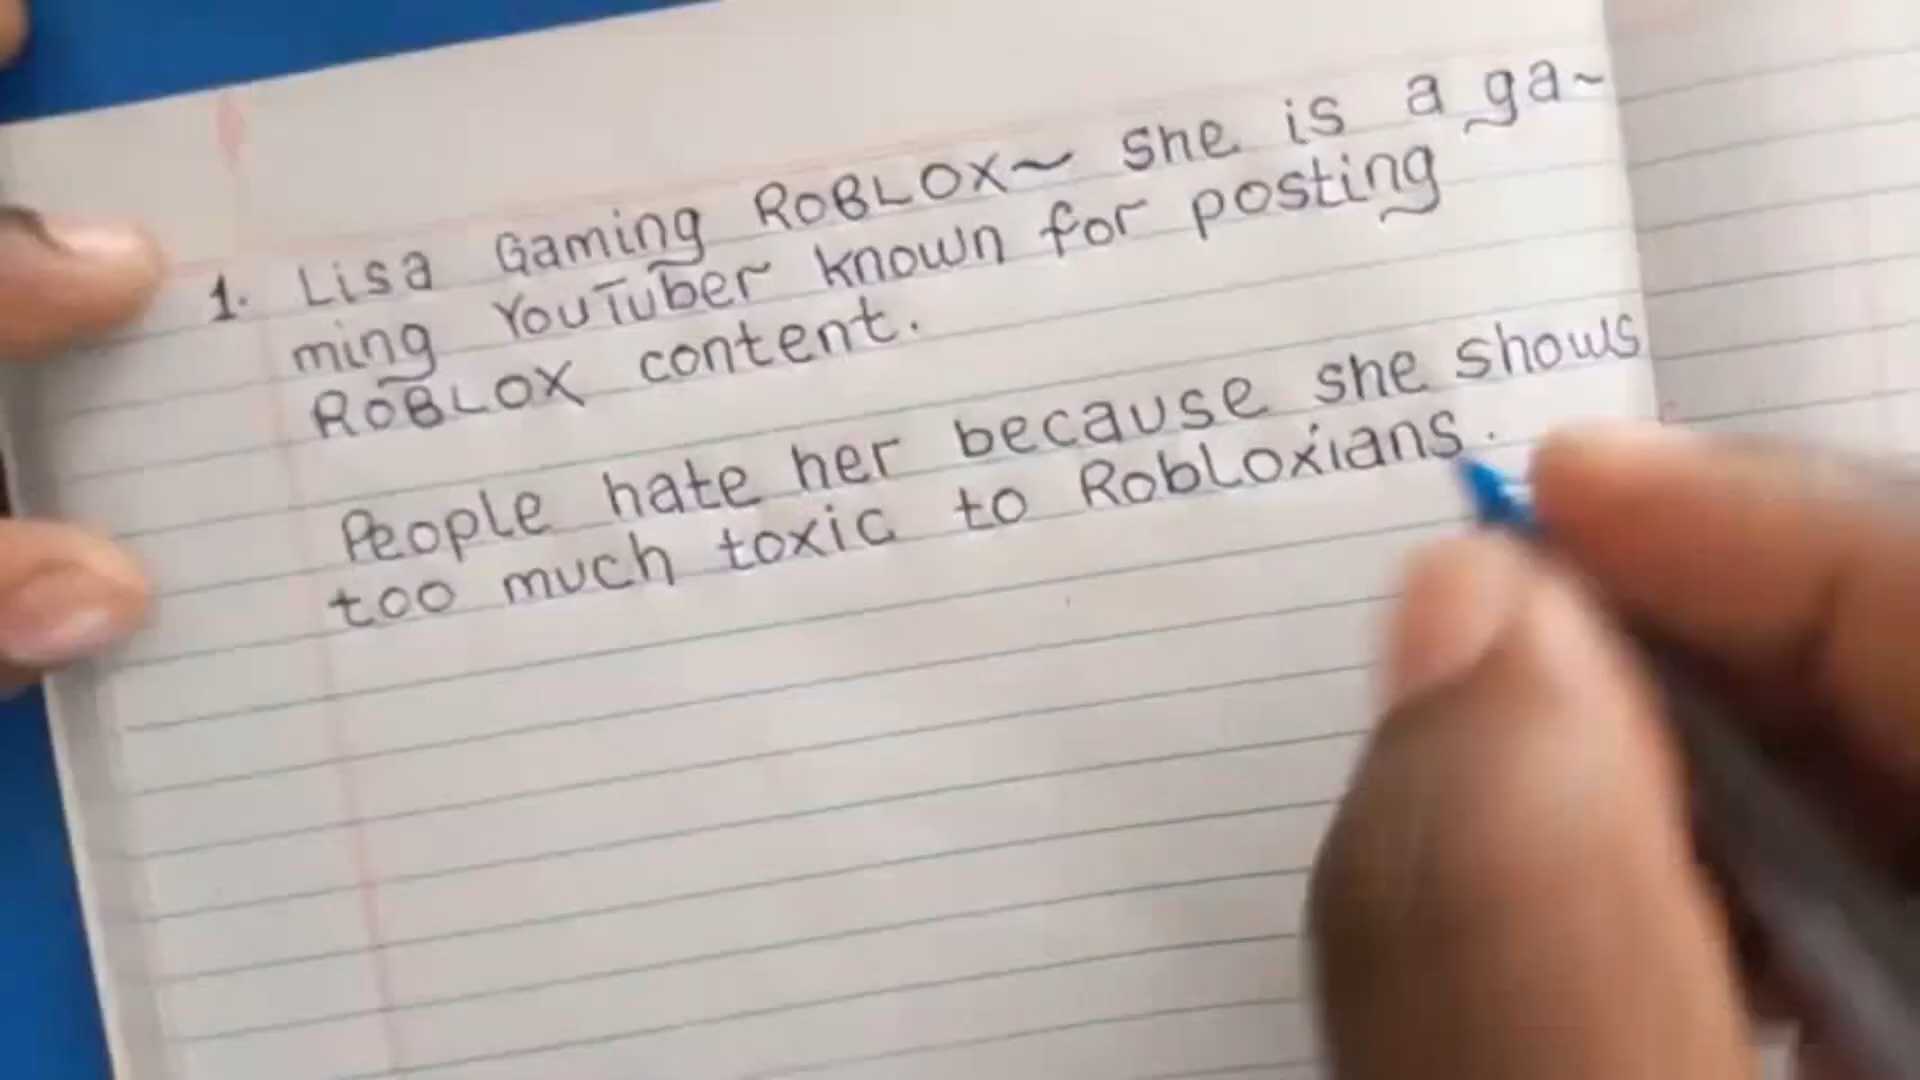 1. Lisa Gaming ROBLOX~ she is a ga~
ming YouTuber known for posting
ROBLOX content.
People hate her because she shows
too much toxic to Robloxians.